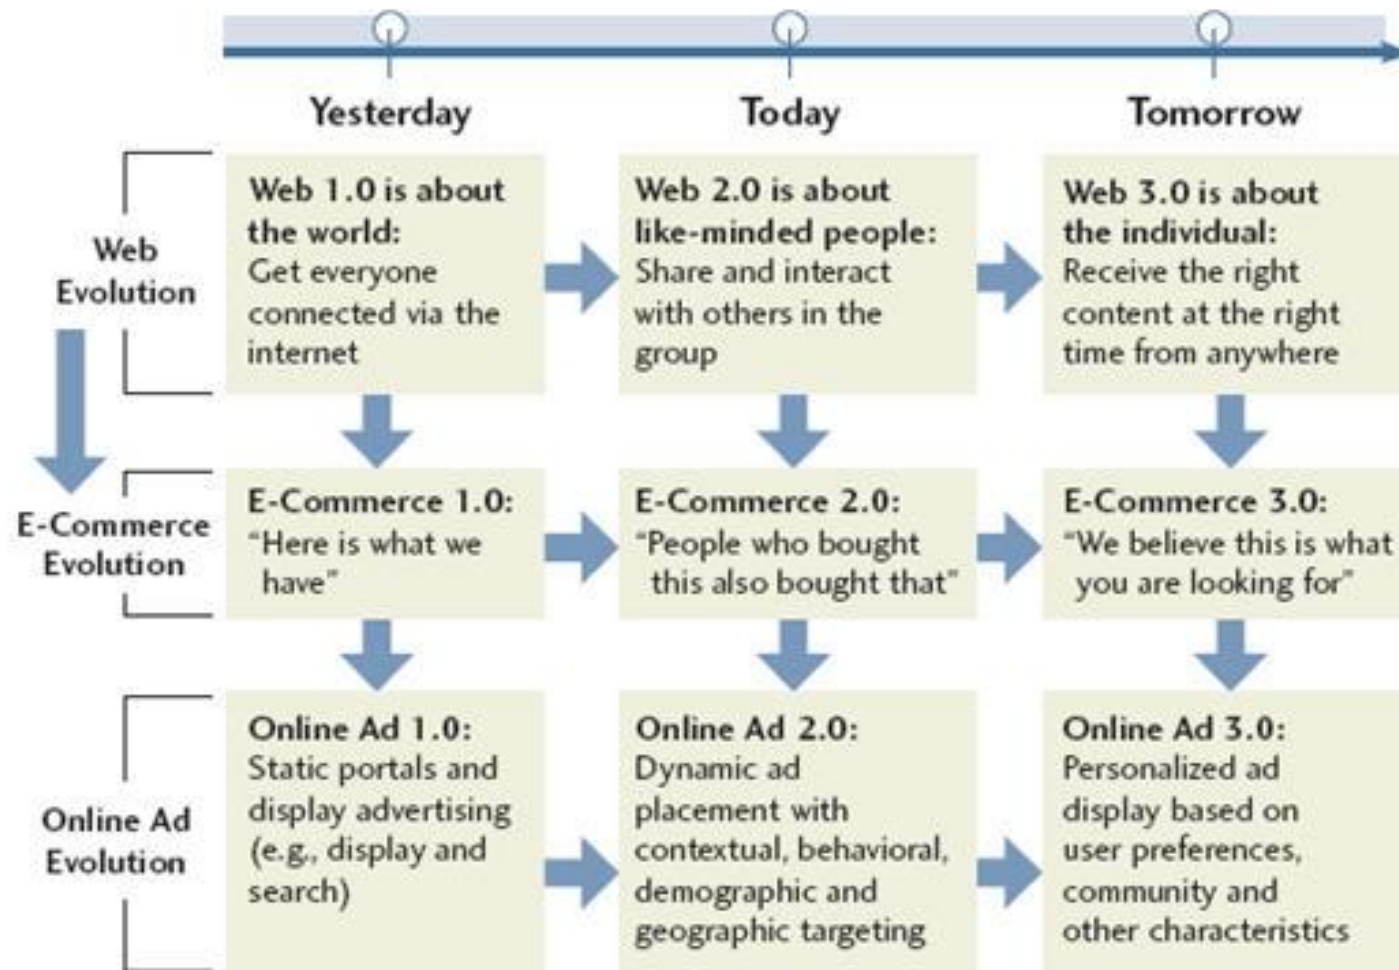 Yesterday
Today
Tomorrow
Web
Evolution
Web 1.0 is about
the world:
Get everyone
connected via the
internet
Web 2.0 is about
like-minded people:
Share and interact
with others in the
group
Web 3.0 is about
the individual:
Receive the right
content at the right
time from anywhere
E-Commerce
Evolution
E-Commerce 1.0:
“Here is what we
have”
E-Commerce 2.0:
“People who bought
this also bought that”
E-Commerce 3.0:
“We believe this is what
you are looking for”
Online Ad
Evolution
Online Ad 1.0:
Static portals and
display advertising
(e.g., display and
search)
Online Ad 2.0:
Dynamic ad
placement with
contextual, behavioral,
demographic and
geographic targeting
Online Ad 3.0:
Personalized ad
display based on
user preferences,
community and
other characteristics